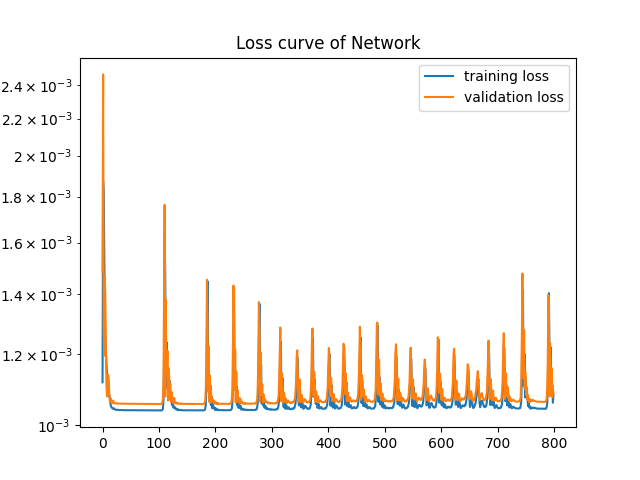 Loss curve of Network
training loss
validation loss
2.4 × 10⁻³
2.2 × 10⁻³
2 × 10⁻³
1.8 × 10⁻³
1.6 × 10⁻³
1.4 × 10⁻³
1.2 × 10⁻³
10⁻³
0 100 200 300 400 500 600 700 800